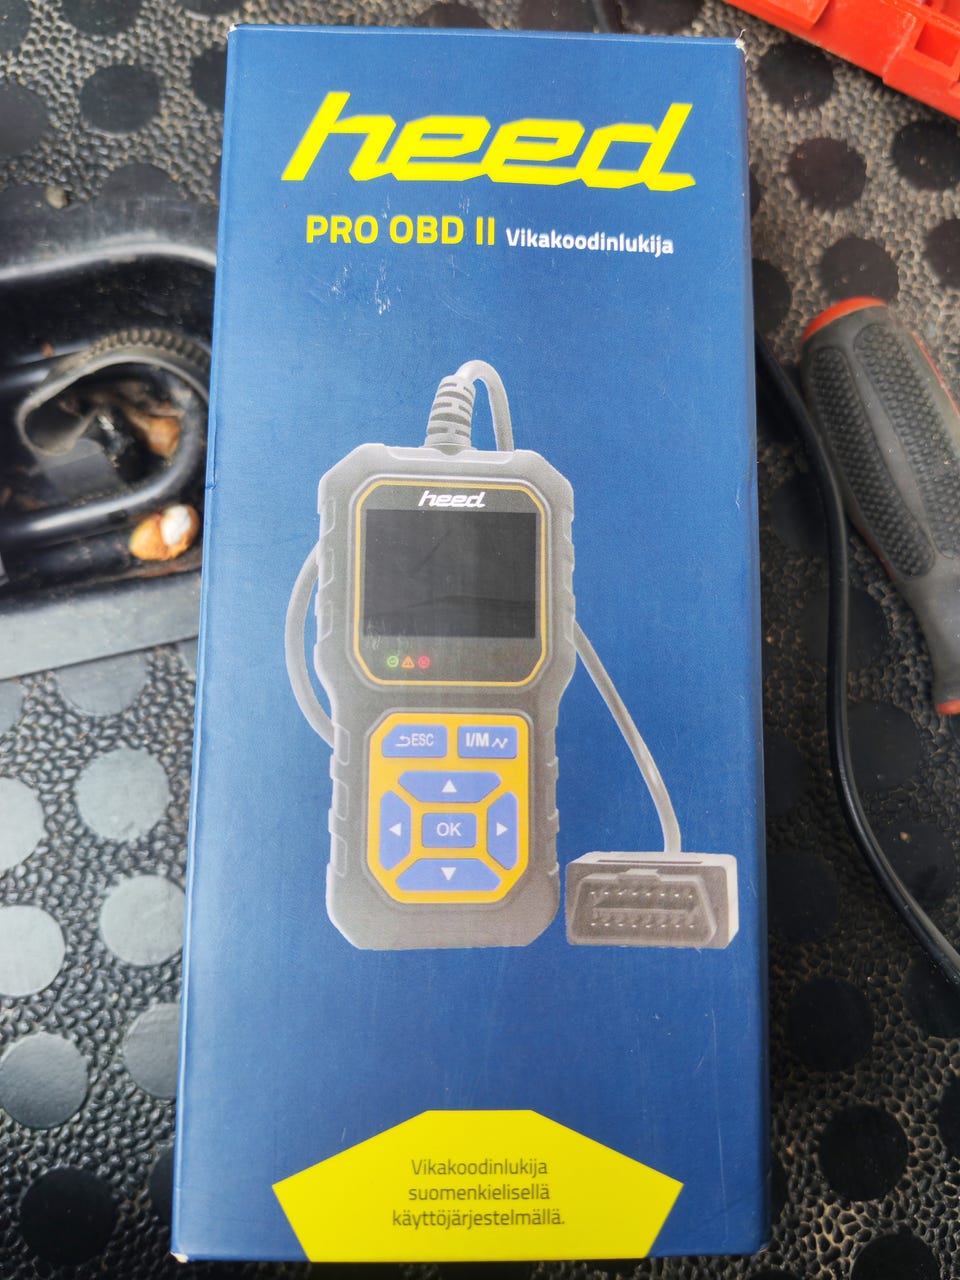 heed
PRO OBD II Vikakoodinlukija
heed
ESC I/M
OK
Vikakoodinlukija
suomenkielisellä
käyttöjärjestelmällä.